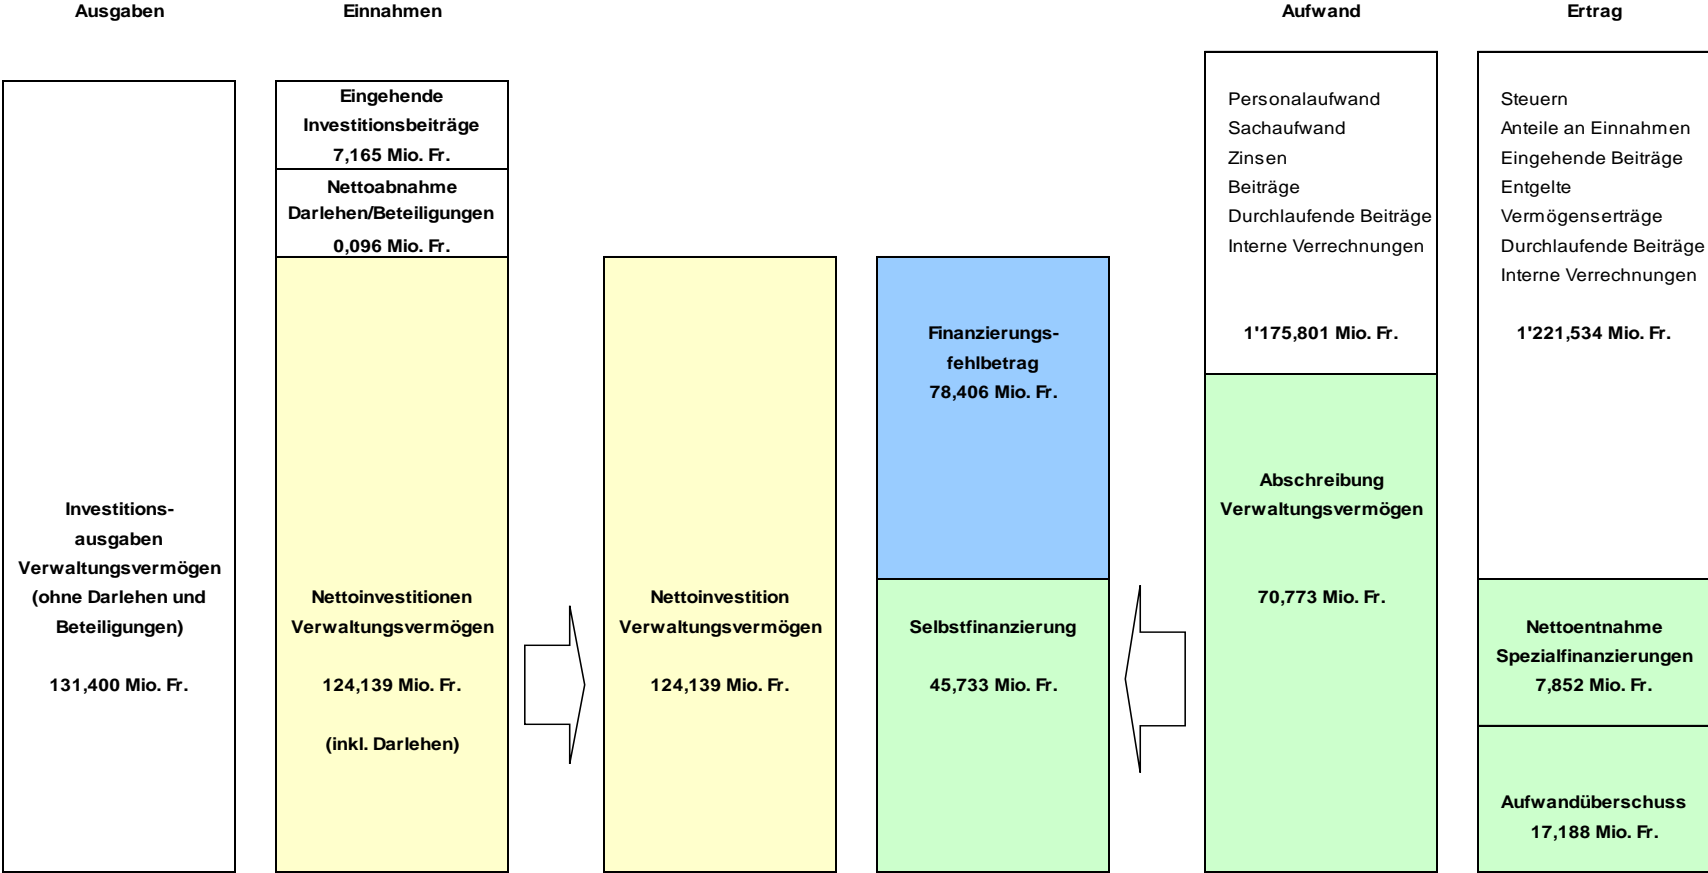 Ausgaben
Einnahmen
Aufwand
Ertrag
Investitions-
ausgaben
Verwaltungsvermögen
(ohne Darlehen und
Beteiligungen)
131,400 Mio. Fr.
Eingehende
Investitionsbeiträge
7,165 Mio. Fr.
Nettoabnahme
Darlehen/Beteiligungen
0,096 Mio. Fr.
Nettoinvestitionen
Verwaltungsvermögen
124,139 Mio. Fr.
(inkl. Darlehen)
Nettoinvestition
Verwaltungsvermögen
124,139 Mio. Fr.
Finanzierungs-
fehlbetrag
78,406 Mio. Fr.
Selbstfinanzierung
45,733 Mio. Fr.
Personalaufwand
Sachaufwand
Zinsen
Beiträge
Durchlaufende Beiträge
Interne Verrechnungen
1'175,801 Mio. Fr.
Abschreibung
Verwaltungsvermögen
70,773 Mio. Fr.
Steuern
Anteile an Einnahmen
Eingehende Beiträge
Entgelte
Vermögenserträge
Durchlaufende Beiträge
Interne Verrechnungen
1'221,534 Mio. Fr.
Nettoentnahme
Spezialfinanzierungen
7,852 Mio. Fr.
Aufwandüberschuss
17,188 Mio. Fr.